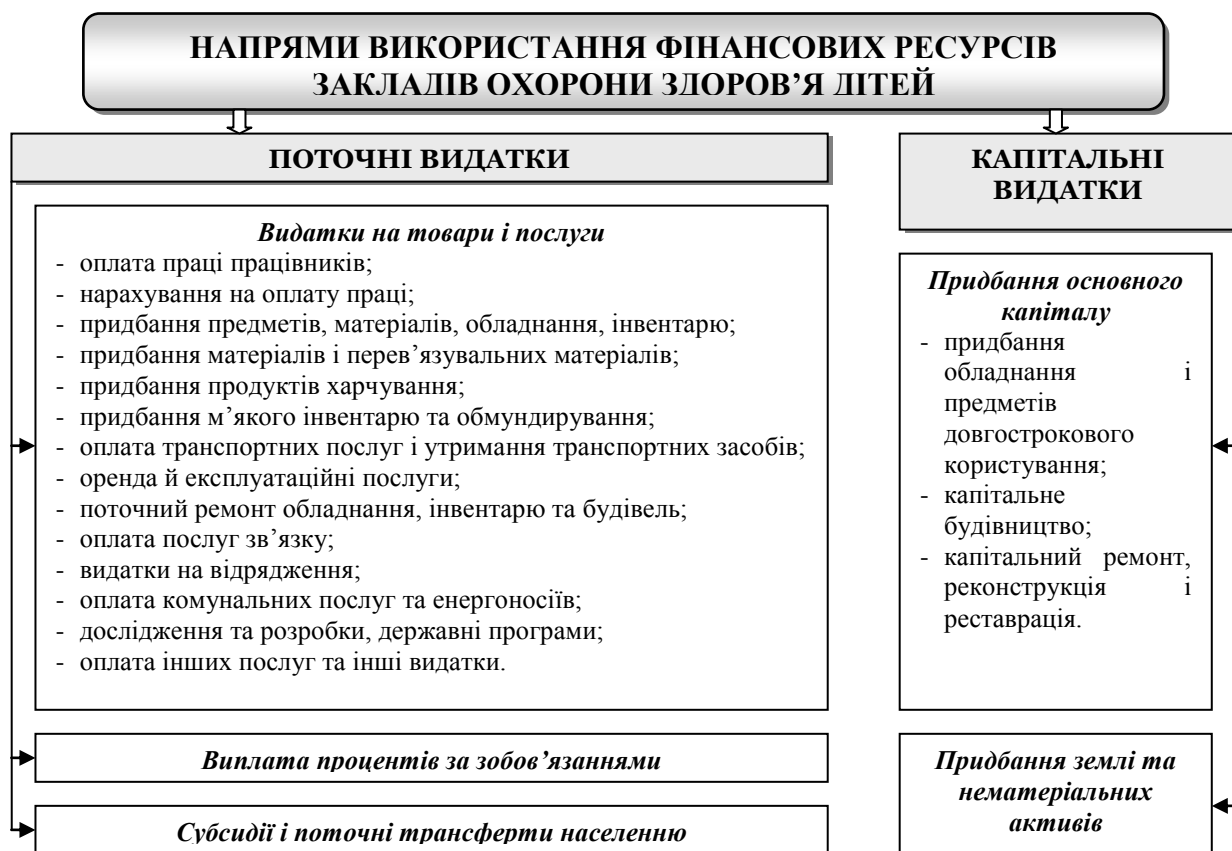 НАПРЯМИ ВИКОРИСТАННЯ ФІНАНСОВИХ РЕСУРСІВ
ЗАКЛАДІВ ОХОРОНИ ЗДОРОВ’Я ДІТЕЙ
ПОТОЧНІ ВИДАТКИ
Видатки на товари і послуги
- оплата праці працівників;
- нарахування на оплату праці;
- придбання предметів, матеріалів, обладнання, інвентарю;
- придбання матеріалів і перев’язувальних матеріалів;
- придбання продуктів харчування;
- придбання м’якого інвентарю та обмундирування;
- оплата транспортних послуг і утримання транспортних засобів;
- оренда й експлуатаційні послуги;
- поточний ремонт обладнання, інвентарю та будівель;
- оплата послуг зв’язку;
- видатки на відрядження;
- оплата комунальних послуг та енергоносіїв;
- дослідження та розробки, державні програми;
- оплата інших послуг та інші видатки.
Виплата процентів за зобов’язаннями
Субсидії і поточні трансферти населенню
КАПІТАЛЬНІ
ВИДАТКИ
Придбання основного
капіталу
- придбання
обладнання і
предметів
довгострокового
користування;
- капітальне
будівництво;
- капітальний ремонт,
реконструкція і
реставрація.
Придбання землі та
нематеріальних
активів